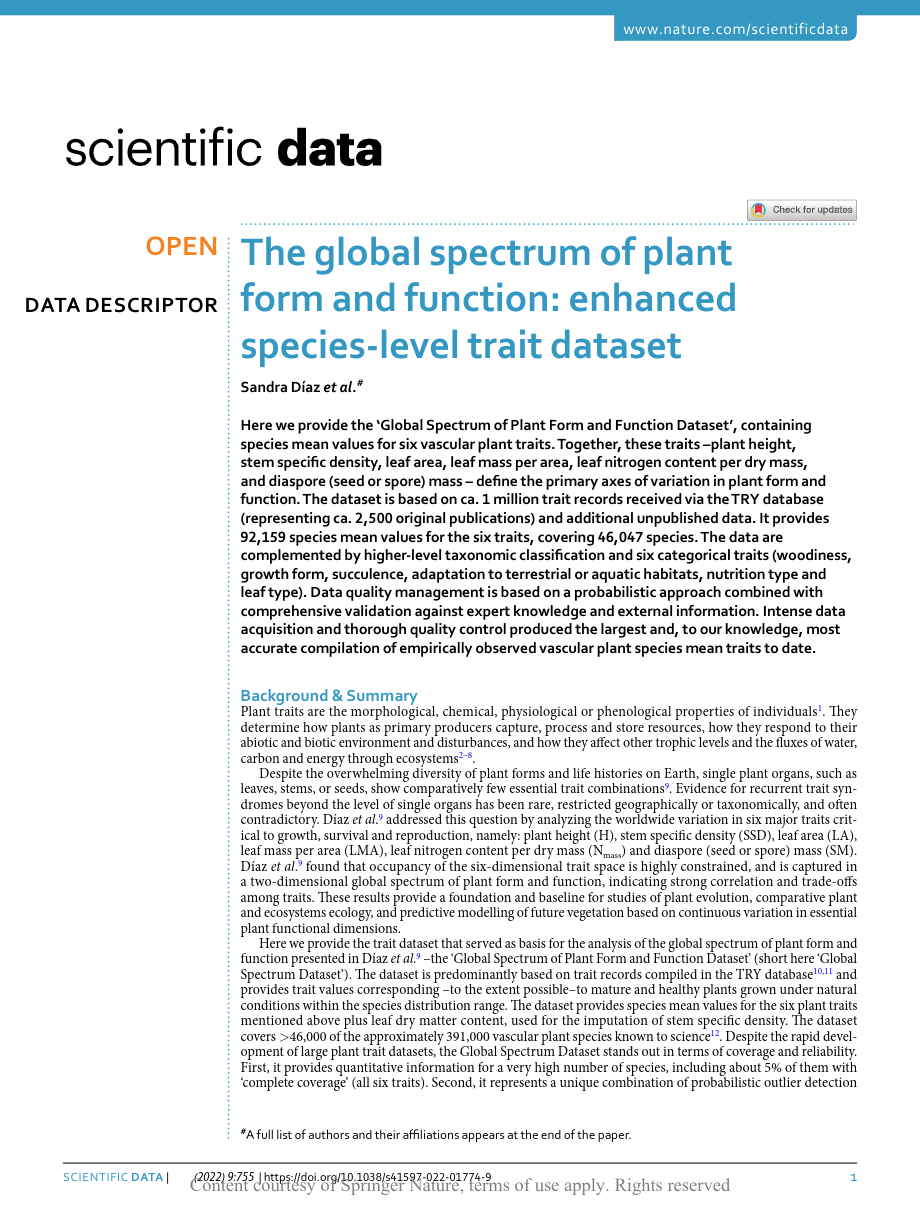 www.nature.com/scientificdata
scientific data
Check for updates
OPEN
DATA DESCRIPTOR
The global spectrum of plant
form and function: enhanced
species-level trait dataset
Sandra Díaz et al.#
Here we provide the ‘Global Spectrum of Plant Form and Function Dataset’, containing
species mean values for six vascular plant traits. Together, these traits –plant height,
stem specific density, leaf area, leaf mass per area, leaf nitrogen content per dry mass,
and diaspore (seed or spore) mass – define the primary axes of variation in plant form and
function. The dataset is based on ca. 1 million trait records received via the TRY database
(representing ca. 2,500 original publications) and additional unpublished data. It provides
92,159 species mean values for the six traits, covering 46,047 species. The data are
complemented by higher-level taxonomic classification and six categorical traits (woodiness,
growth form, succulence, adaptation to terrestrial or aquatic habitats, nutrition type and
leaf type). Data quality management is based on a probabilistic approach combined with
comprehensive validation against expert knowledge and external information. Intense data
acquisition and thorough quality control produced the largest and, to our knowledge, most
accurate compilation of empirically observed vascular plant species mean traits to date.
Background & Summary
Plant traits are the morphological, chemical, physiological or phenological properties of individuals1. They
determine how plants as primary producers capture, process and store resources, how they respond to their
abiotic and biotic environment and disturbances, and how they affect other trophic levels and the fluxes of water,
carbon and energy through ecosystems2–8.
Despite the overwhelming diversity of plant forms and life histories on Earth, single plant organs, such as
leaves, stems, or seeds, show comparatively few essential trait combinations9. Evidence for recurrent trait syn-
dromes beyond the level of single organs has been rare, restricted geographically or taxonomically, and often
contradictory. Díaz et al.9 addressed this question by analyzing the worldwide variation in six major traits crit-
ical to growth, survival and reproduction, namely: plant height (H), stem specific density (SSD), leaf area (LA),
leaf mass per area (LMA), leaf nitrogen content per dry mass (Nmass) and diaspore (seed or spore) mass (SM).
Díaz et al.9 found that occupancy of the six-dimensional trait space is highly constrained, and is captured in
a two-dimensional global spectrum of plant form and function, indicating strong correlation and trade-offs
among traits. These results provide a foundation and baseline for studies of plant evolution, comparative plant
and ecosystems ecology, and predictive modelling of future vegetation based on continuous variation in essential
plant functional dimensions.
Here we provide the trait dataset that served as basis for the analysis of the global spectrum of plant form and
function presented in Díaz et al.9 –the ‘Global Spectrum of Plant Form and Function Dataset’ (short here ‘Global
Spectrum Dataset’). The dataset is predominantly based on trait records compiled in the TRY database10,11 and
provides trait values corresponding –to the extent possible–to mature and healthy plants grown under natural
conditions within the species distribution range. The dataset provides species mean values for the six plant traits
mentioned above plus leaf dry matter content, used for the imputation of stem specific density. The dataset
covers >46,000 of the approximately 391,000 vascular plant species known to science12. Despite the rapid devel-
opment of large plant trait datasets, the Global Spectrum Dataset stands out in terms of coverage and reliability.
First, it provides quantitative information for a very high number of species, including about 5% of them with
‘complete coverage’ (all six traits). Second, it represents a unique combination of probabilistic outlier detection
#A full list of authors and their affiliations appears at the end of the paper.
SCIENTIFIC DATA | (2022) 9:755 | https://doi.org/10.1038/s41597-022-01774-9 1
Content courtesy of Springer Nature, terms of use apply. Rights reserved